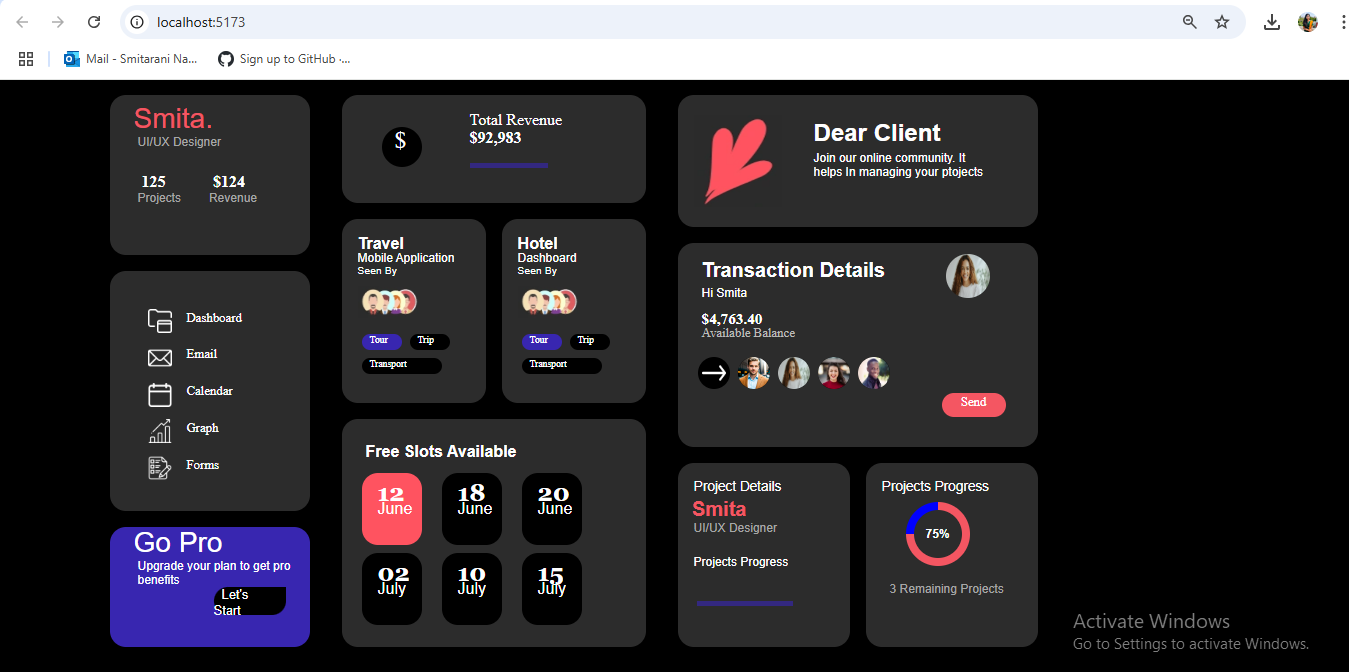 localhost:5173
Mail - Smitarani Na...
Sign up to GitHub ·...
Smita.
UI/UX Designer
125
$124
Projects
Revenue
Dashboard
Email
Calendar
Graph
Forms
Go Pro
Upgrade your plan to get pro
benefits
Let's
Start
$
Total Revenue
$92,983
Travel
Mobile Application
Seen By
Tour
Trip
Transport
Hotel
Dashboard
Seen By
Tour
Trip
Transport
Free Slots Available
12
June
18
June
20
June
02
July
10
July
15
July
Dear Client
Join our online community. It
helps In managing your ptojects
Transaction Details
Hi Smita
$4,763.40
Available Balance
Send
Project Details
Smita
UI/UX Designer
Projects Progress
Projects Progress
75%
3 Remaining Projects
Activate Windows
Go to Settings to activate Windows.